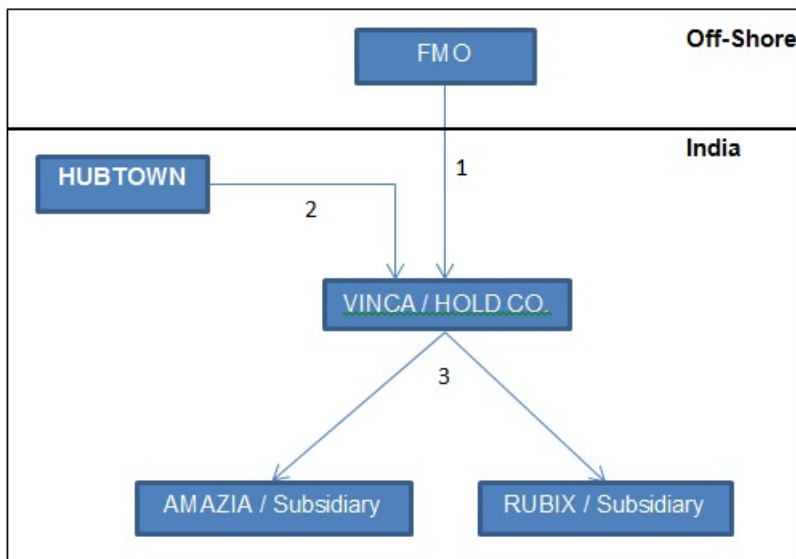 FMO
Off-Shore
India
HUBTOWN
1
2
VINCA / HOLD CO.
3
AMAZIA / Subsidiary
RUBIX / Subsidiary